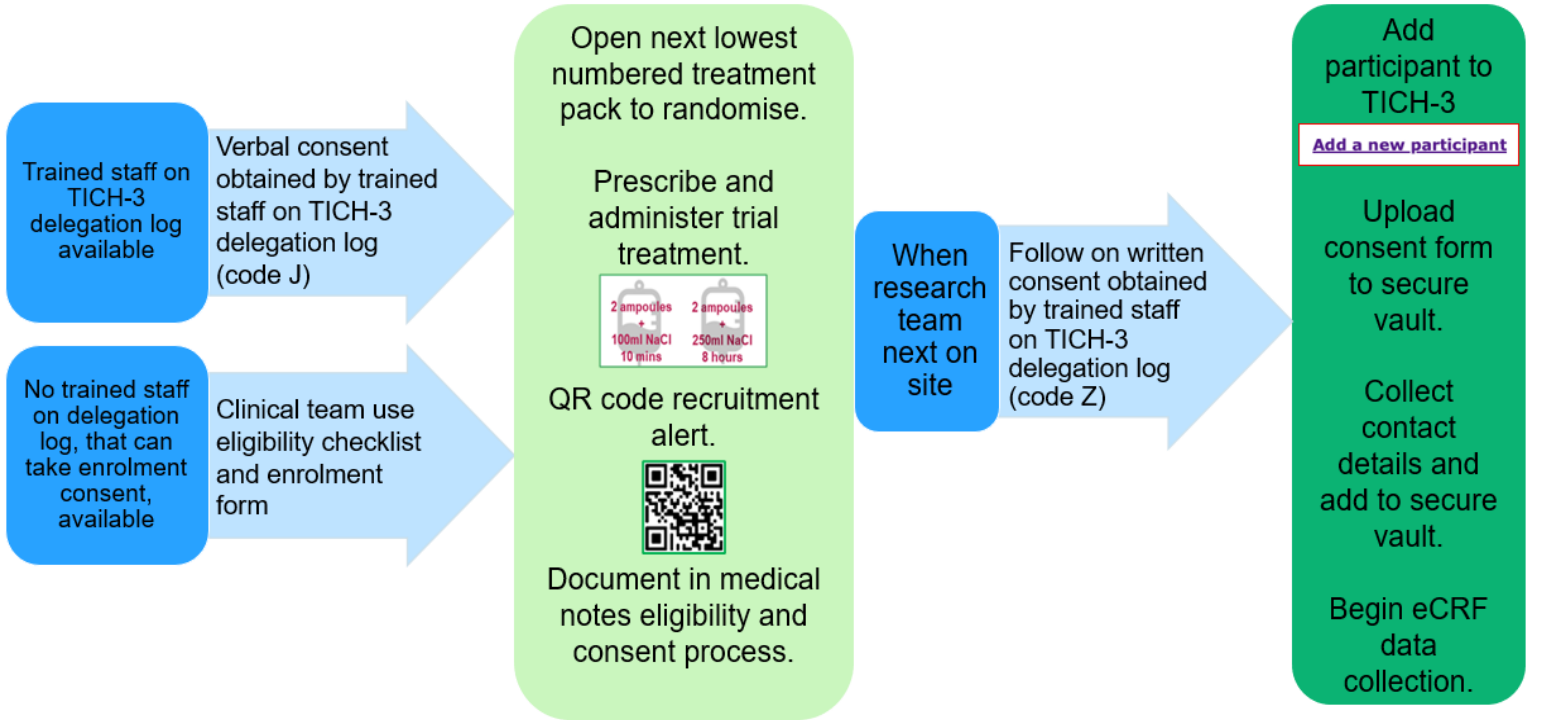 Trained staff on
TICH-3
delegation log
available
Verbal consent
obtained by trained
staff on TICH-3
delegation log
(code J)
No trained staff
on delegation
log, that can
take enrolment
consent,
available
Clinical team use
eligibility checklist
and enrolment
form
Open next lowest
numbered treatment
pack to randomise.
Prescribe and
administer trial
treatment.
2 ampoules
+
100ml NaCl
10 mins
2 ampoules
+
250ml NaCl
8 hours
QR code recruitment
alert.
Document in medical
notes eligibility and
consent process.
When
research
team
next on
site
Follow on written
consent obtained
by trained staff
on TICH-3
delegation log
(code Z)
Add
participant to
TICH-3
Add a new participant
Upload
consent form
to secure
vault.
Collect
contact
details and
add to secure
vault.
Begin eCRF
data
collection.